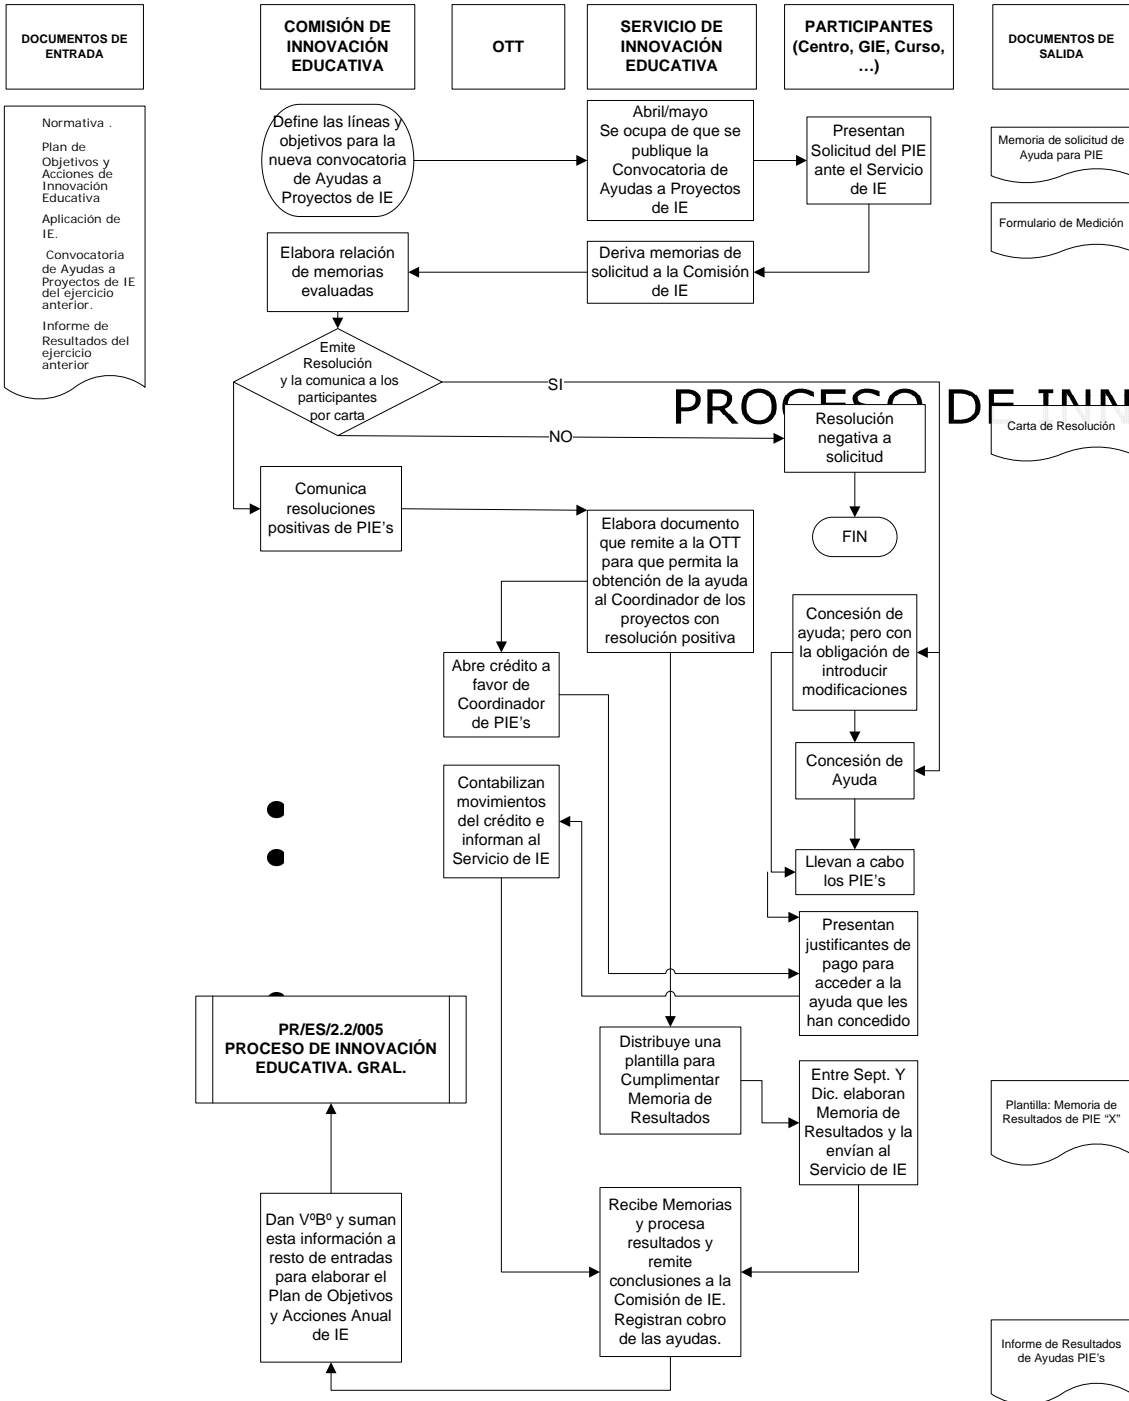 DOCUMENTOS DE
ENTRADA
COMISIÓN DE
INNOVACIÓN
EDUCATIVA
OTT
SERVICIO DE
INNOVACIÓN
EDUCATIVA
PARTICIPANTES
(Centro, GIE, Curso,
…)
DOCUMENTOS DE
SALIDA
Normativa .
Plan de
Objetivos y
Acciones de
Innovación
Educativa
Aplicación de
IE.
Convocatoria
de Ayudas a
Proyectos de IE
del ejercicio
anterior.
Informe de
Resultados del
ejercicio
anterior
Define las líneas y
objetivos para la
nueva convocatoria
de Ayudas a
Proyectos de IE
Abril/mayo
Se ocupa de que se
publique la
Convocatoria de
Ayudas a Proyectos
de IE
Presentan
Solicitud del PIE
ante el Servicio
de IE
Memoria de solicitud de
Ayuda para PIE
Formulario de Medición
Elabora relación
de memorias
evaluadas
Deriva memorias de
solicitud a la Comisión
de IE
Emite
Resolución
y la comunica a los
participantes
por carta
SI
NO
PROCESO DE INN
Resolución
negativa a
solicitud
Carta de Resolución
FIN
Comunica
resoluciones
positivas de PIE's
Elabora documento
que remite a la OTT
para que permita la
obtención de la ayuda
al Coordinador de los
proyectos con
resolución positiva
Concesión de
ayuda; pero con
la obligación de
introducir
modificaciones
Abre crédito a
favor de
Coordinador
de PIE's
Concesión de
Ayuda
Contabilizan
movimientos
del crédito e
informan al
Servicio de IE
Llevan a cabo
los PIE's
Presentan
justificantes de
pago para
acceder a la
ayuda que les
han concedido
PR/ES/2.2/005
PROCESO DE INNOVACIÓN
EDUCATIVA. GRAL.
Distribuye una
plantilla para
Cumplimentar
Memoria de
Resultados
Entre Sept. Y
Dic. elaboran
Memoria de
Resultados y la
envían al
Servicio de IE
Plantilla: Memoria de
Resultados de PIE “X”
Dan VºBº y suman
esta información a
resto de entradas
para elaborar el
Plan de Objetivos
y Acciones Anual
de IE
Recibe Memorias
y procesa
resultados y
remite
conclusiones a la
Comisión de IE.
Registran cobro
de las ayudas.
Informe de Resultados
de Ayudas PIE's